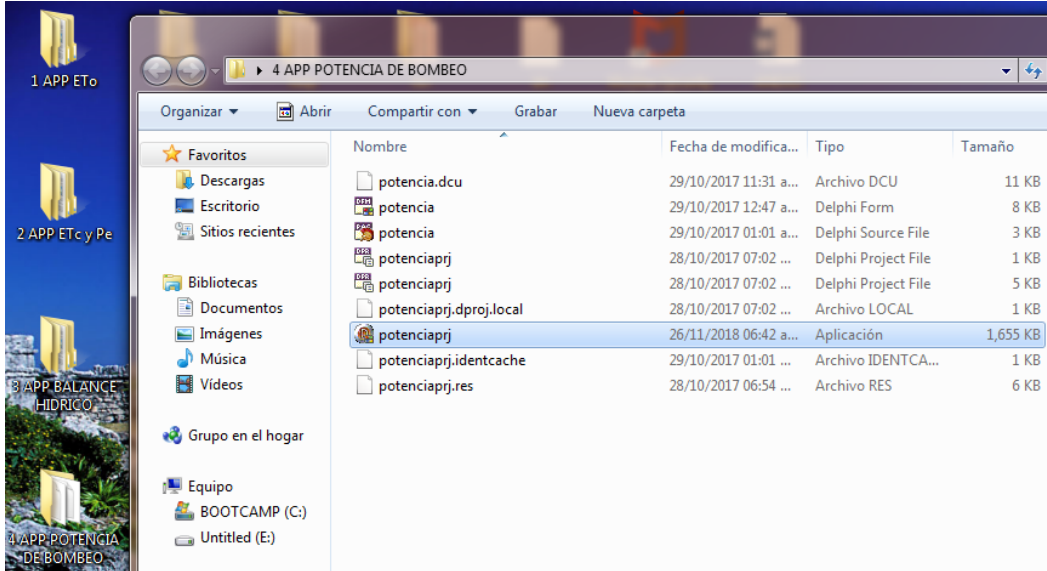 1 APP ETo
2 APP ETc y Pe
3 APP BALANCE
HIDRICO
4 APP POTENCIA
DE BOMBEO
4 APP POTENCIA DE BOMBEO
Organizar Abrir Compartir con Grabar Nueva carpeta
Favoritos
Descargas
Escritorio
Sitios recientes
Bibliotecas
Documentos
Imágenes
Música
Vídeos
Grupo en el hogar
Equipo
BOOTCAMP (C:)
Untitled (E:)
Nombre Fecha de modifica... Tipo Tamaño
potencia.dcu 29/10/2017 11:31 a... Archivo DCU 11 KB
potencia 29/10/2017 12:47 a... Delphi Form 8 KB
potencia 29/10/2017 01:01 a... Delphi Source File 3 KB
potenciaprj 28/10/2017 07:02 ... Delphi Project File 1 KB
potenciaprj 28/10/2017 07:02 ... Delphi Project File 5 KB
potenciaprj.dproj.local 28/10/2017 07:02 ... Archivo LOCAL 1 KB
potenciaprj 26/11/2018 06:42 a... Aplicación 1,655 KB
potenciaprj.identcache 29/10/2017 01:01 ... Archivo IDENTCA... 1 KB
potenciaprj.res 28/10/2017 06:54 ... Archivo RES 6 KB